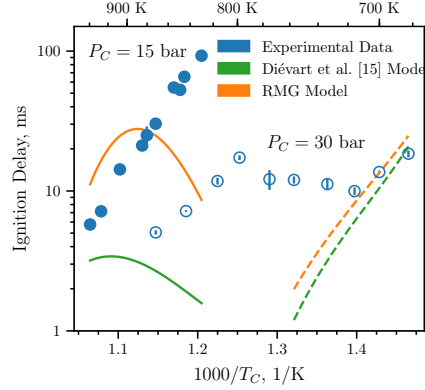 900 K 800 K 700 K
100
10
1
Ignition Delay, ms
P_C = 15 bar
Experimental Data
Diévart et al. [15] Mode
RMG Model
P_C = 30 bar
1.1 1.2 1.3 1.4
1000/T_C, 1/K